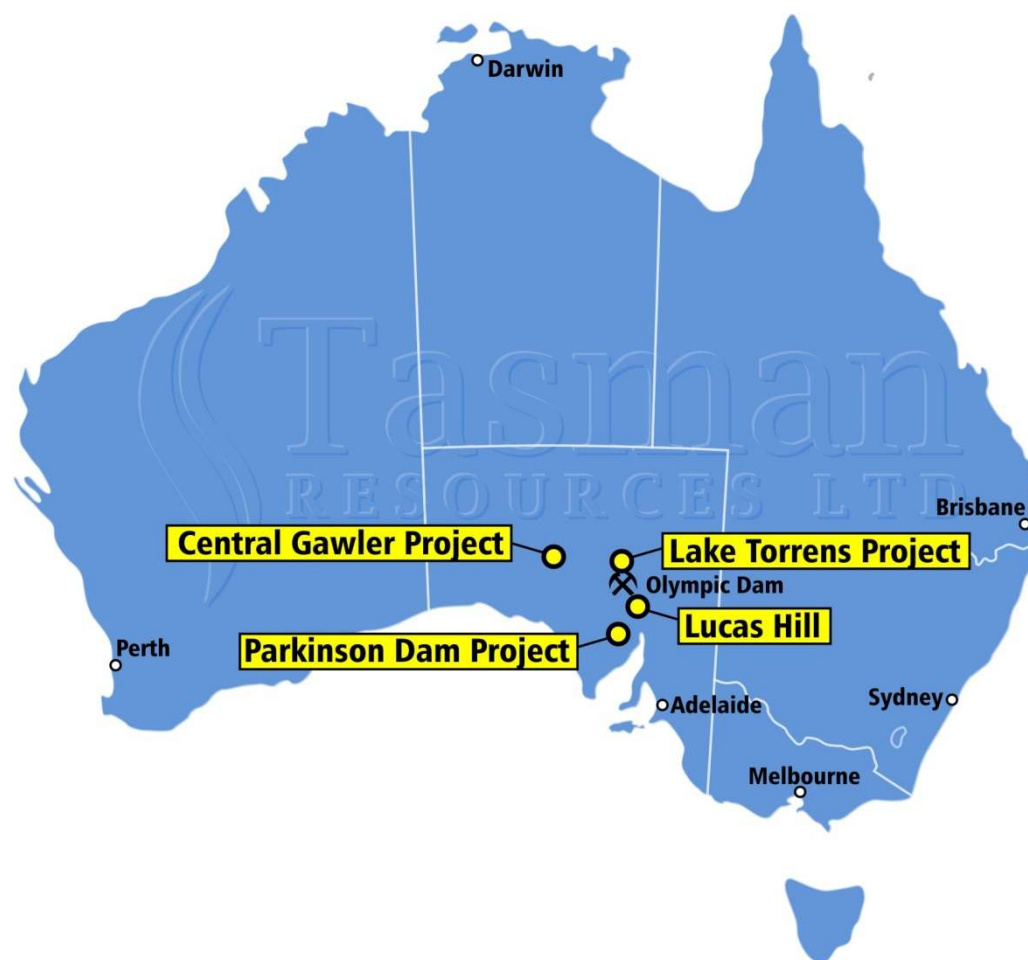 Darwin
Tasman
RESOURCES LTD
Brisbane
Central Gawler Project
Lake Torrens Project
Olympic Dam
Lucas Hill
Parkinson Dam Project
Perth
Adelaide
Sydney
Melbourne